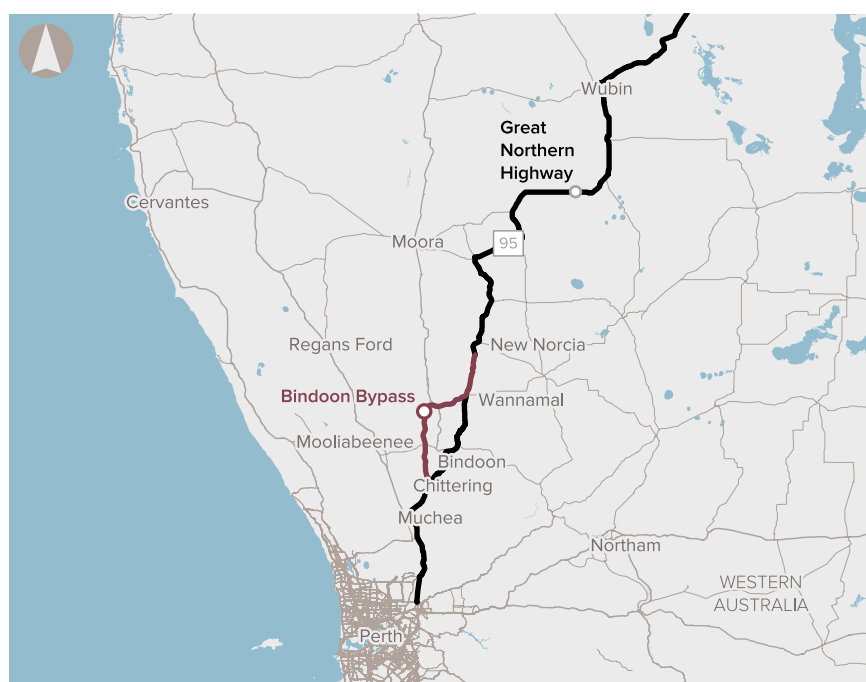 Wubin
Great
Northern
Highway
Cervantes
Moora
95
Regans Ford
New Norcia
Bindoon Bypass
Wannamal
Mooliabeenee
Bindoon
Chittering
Muchea
Northam
WESTERN
AUSTRALIA
Perth